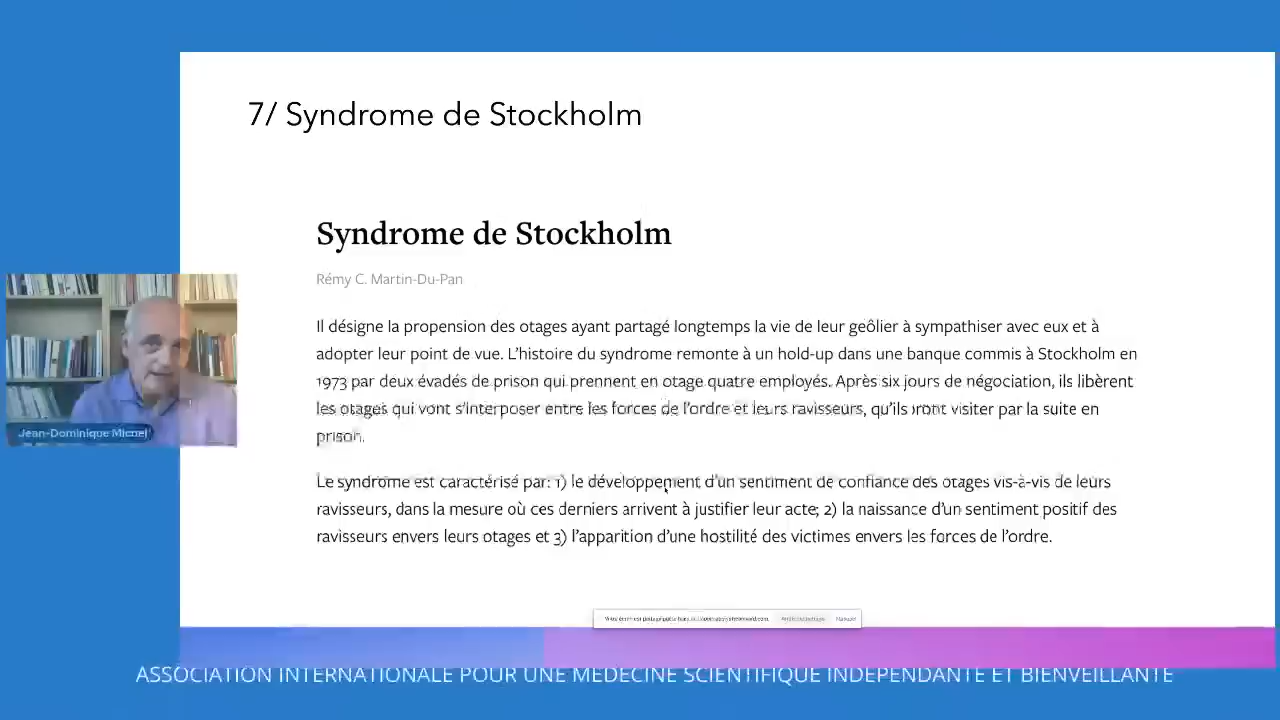 7/ Syndrome de Stockholm
Syndrome de Stockholm
Rémy C. Martin-Du-Pan
Il désigne la propension des otages ayant partagé longtemps la vie de leur geôlier à sympathiser avec eux et à
adopter leur point de vue. L’histoire du syndrome remonte à un hold-up dans une banque commis à Stockholm en
1973 par deux évadés de prison qui prennent en otage quatre employés. Après six jours de négociation, ils libèrent
les otages qui vont s’interposer entre les forces de l’ordre et leurs ravisseurs, qu’ils iront visiter par la suite en
prison.
Le syndrome est caractérisé par: 1) le développement d’un sentiment de confiance des otages vis-à-vis de leurs
ravisseurs, dans la mesure où ces derniers arrivent à justifier leur acte; 2) la naissance d’un sentiment positif des
ravisseurs envers leurs otages et 3) l’apparition d’une hostilité des victimes envers les forces de l’ordre.
Jean-Dominique Michel
Masquer
ASSOCIATION INTERNATIONALE POUR UNE MEDECINE SCIENTIFIQUE INDEPENDANTE ET BIENVEILLANTE